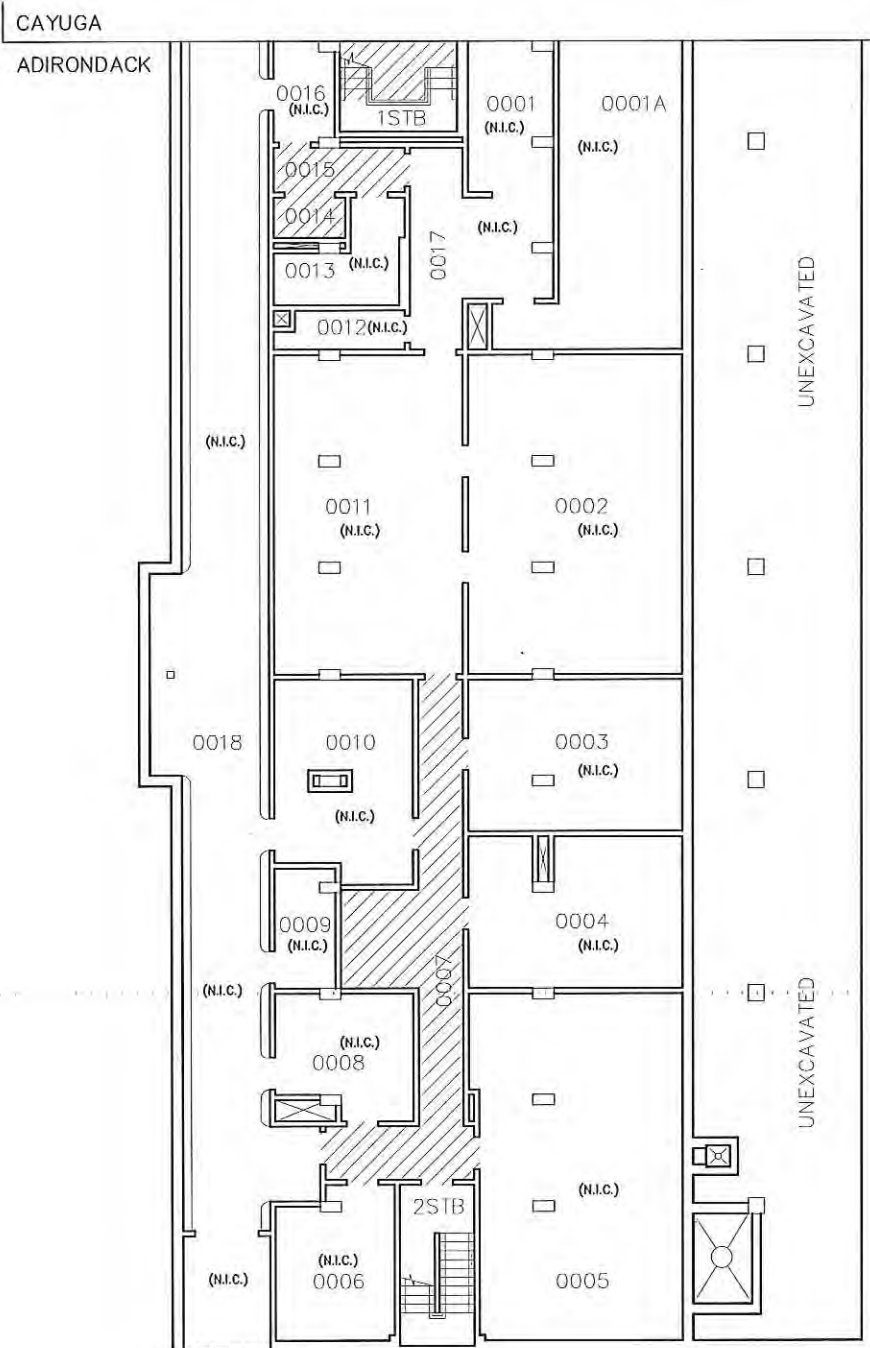 CAYUGA
ADIRONDACK
0016
(N.I.C.)
1STB
0001
(N.I.C.)
0001A
(N.I.C.)
0015
0014
0013
(N.I.C.)
0017
(N.I.C.)
0012 (N.I.C.)
UNEXCAVATED
(N.I.C.)
0011
(N.I.C.)
0002
(N.I.C.)
0018
0010
(N.I.C.)
0003
(N.I.C.)
0009
(N.I.C.)
0004
(N.I.C.)
0007
(N.I.C.)
UNEXCAVATED
(N.I.C.)
0008
(N.I.C.)
2STB
(N.I.C.)
0006
(N.I.C.)
0005